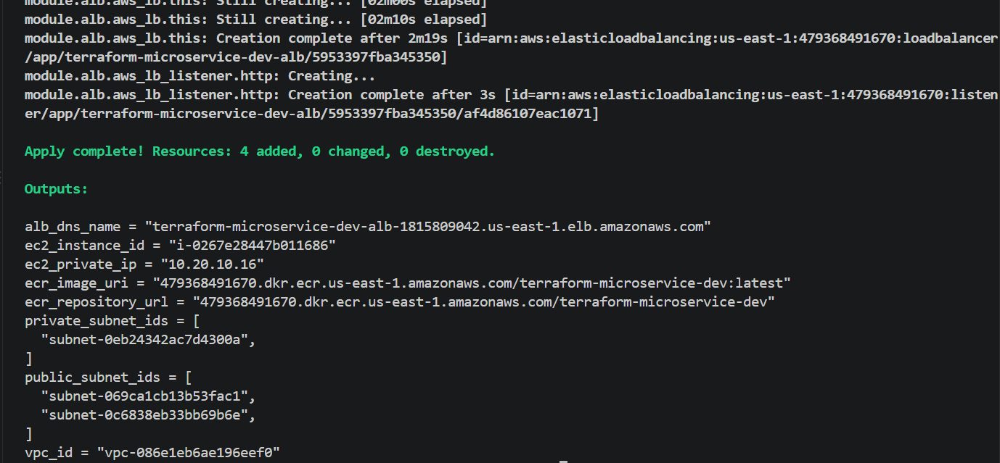 module.alb.aws_lb.this: Still creating... [02m00s elapsed]
module.alb.aws_lb.this: Still creating... [02m10s elapsed]
module.alb.aws_lb.this: Creation complete after 2m19s [id=arn:aws:elasticloadbalancing:us-east-1:479368491670:loadbalancer
/app/terraform-microservice-dev-alb/5953397fba345350]
module.alb.aws_lb_listener.http: Creating...
module.alb.aws_lb_listener.http: Creation complete after 3s [id=arn:aws:elasticloadbalancing:us-east-1:479368491670:listen
er/app/terraform-microservice-dev-alb/5953397fba345350/af4d86107eac1071]
Apply complete! Resources: 4 added, 0 changed, 0 destroyed.
Outputs:
alb_dns_name = "terraform-microservice-dev-alb-1815809042.us-east-1.elb.amazonaws.com"
ec2_instance_id = "i-0267e28447b011686"
ec2_private_ip = "10.20.10.16"
ecr_image_uri = "479368491670.dkr.ecr.us-east-1.amazonaws.com/terraform-microservice-dev:latest"
ecr_repository_url = "479368491670.dkr.ecr.us-east-1.amazonaws.com/terraform-microservice-dev"
private_subnet_ids = [
  "subnet-0eb24342ac7d4300a",
]
public_subnet_ids = [
  "subnet-069ca1cb13b53fac1",
  "subnet-0c6838eb33bb69b6e",
]
vpc_id = "vpc-086e1eb6ae196eef0"